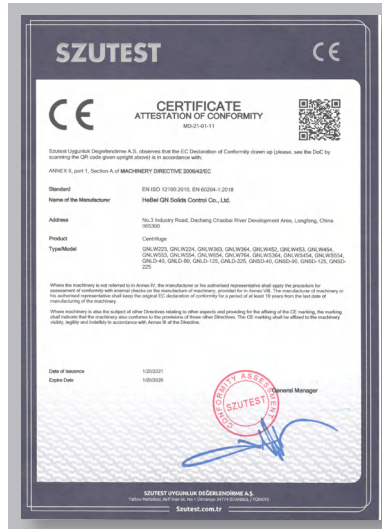 SZUTEST
CE
CE
CERTIFICATE
ATTESTATION OF CONFORMITY
MD-21-01-11
Szutest Uygunluk Degerlendirme A.S. observes that the EC Declaration of Conformity drawn up (please, see the DoC by
scanning the QR code given upright above) is in accordance with.
ANNEX II, part 1, Section A of MACHINERY DIRECTIVE 2006/42/EC
Standard EN ISO 12100:2010, EN 60204-1:2018
Name of the Manufacturer HeBei GN Solids Control Co., Ltd.
Address No.3 Industry Road, Dachang Chaobai River Development Area, Langfang, China
065300
Product Centrifuge
Type/Model GNLW223, GNLW224, GNLW363, GNLW364, GNLW452, GNLW453, GNLW454,
GNLW553, GNLW554, GNLW654, GNLW764, GNSW364, GNLW5454, GNLW5554,
GNLD-40, GNLD-90, GNLD-125, GNLD-225, GNSD-40, GNSD-90, GNSD-125, GNSD-
225
Where the machinery is not referred to in Annex IV, the manufacturer or his authorised representative shall apply the procedure for
assessment of conformity with internal checks on the manufacture of machinery, provided for in Annex VIII. The manufacturer of machinery or
his authorised representative shall keep the original EC declaration of conformity for a period of at least 10 years from the last date of
manufacturing of the machinery.
Where machinery is also the subject of other Directives relating to other aspects and providing for the affixing of the CE marking, the marking
shall indicate that the machinery also conforms to the provisions of these other Directives. The CE marking shall be affixed to the machinery
visibly, legibly and indelibly in accordance with Annex III of the Directive.
Date of Issuance 1/20/2021
Expire Date 1/20/2026
CONFORMITY ASSESSMENT
SZUTEST
General Manager
SZUTEST UYGUNLUK DEĞERLENDİRME A.Ş.
Szutest.com.tr